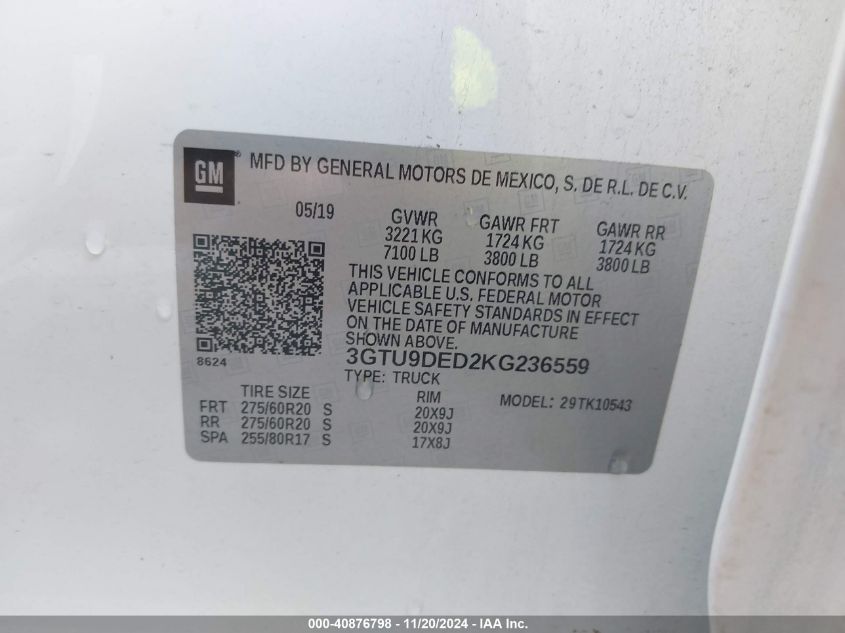 GM
MFD BY GENERAL MOTORS DE MEXICO, S. DE R.L. DE C.V.
05/19
GVWR GAWR FRT GAWR RR
3221 KG 1724 KG 1724 KG
7100 LB 3800 LB 3800 LB
THIS VEHICLE CONFORMS TO ALL
APPLICABLE U.S. FEDERAL MOTOR
VEHICLE SAFETY STANDARDS IN EFFECT
ON THE DATE OF MANUFACTURE
SHOWN ABOVE.
8624
3GTU9DED2KG236559
TYPE: TRUCK
TIRE SIZE RIM MODEL: 29TK10543
FRT 275/60R20 S 20X9J
RR 275/60R20 S 20X9J
SPA 255/80R17 S 17X8J
000-40876798 - 11/20/2024 - IAA Inc.